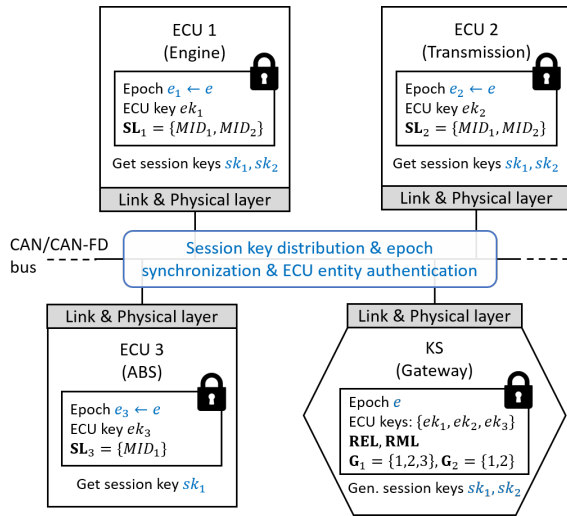 ECU 1
(Engine)
Epoch e₁ ← e
ECU key ek₁
SL₁ = {MID₁, MID₂}
Get session keys sk₁, sk₂
Link & Physical layer
ECU 2
(Transmission)
Epoch e₂ ← e
ECU key ek₂
SL₂ = {MID₁, MID₂}
Get session keys sk₁, sk₂
Link & Physical layer
CAN/CAN-FD
bus
Session key distribution & epoch
synchronization & ECU entity authentication
Link & Physical layer
ECU 3
(ABS)
Epoch e₃ ← e
ECU key ek₃
SL₃ = {MID₁}
Get session key sk₁
Link & Physical layer
KS
(Gateway)
Epoch e
ECU keys: {ek₁, ek₂, ek₃}
REL, RML
G₁ = {1,2,3}, G₂ = {1,2}
Gen. session keys sk₁, sk₂